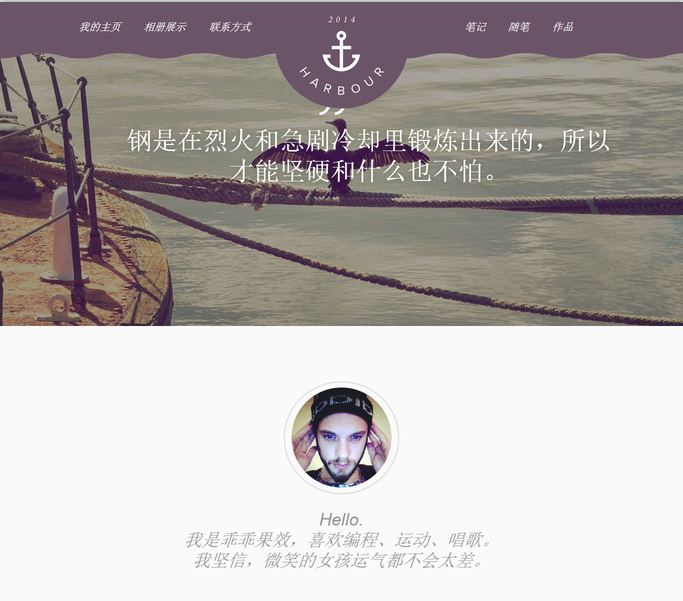 我的主页 相册展示 联系方式
2014
笔记 随笔 作品
HARBOUR
钢是在烈火和急剧冷却里锻炼出来的，所以
才能坚硬和什么也不怕。
Hello.
我是乖乖果效，喜欢编程、运动、唱歌。
我坚信，微笑的女孩运气都不会太差。